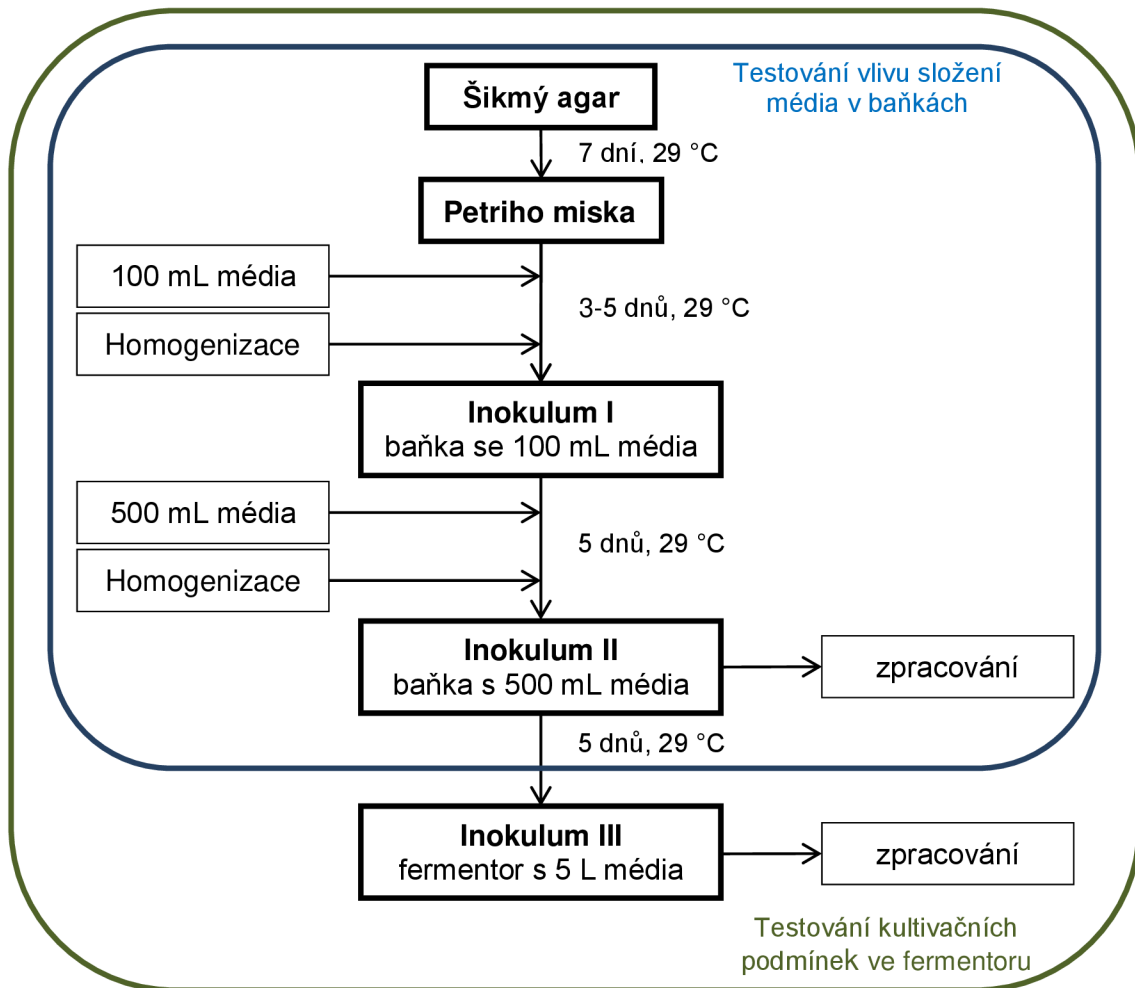 Testování vlivu složení
média v baňkách
Šikmý agar
7 dní, 29 °C
Petriho miska
100 mL média
3-5 dnů, 29 °C
Homogenizace
Inokulum I
baňka se 100 mL média
500 mL média
5 dnů, 29 °C
Homogenizace
Inokulum II
baňka s 500 mL média
zpracování
5 dnů, 29 °C
Inokulum III
fermentor s 5 L média
zpracování
Testování kultivačních
podmínek ve fermentoru